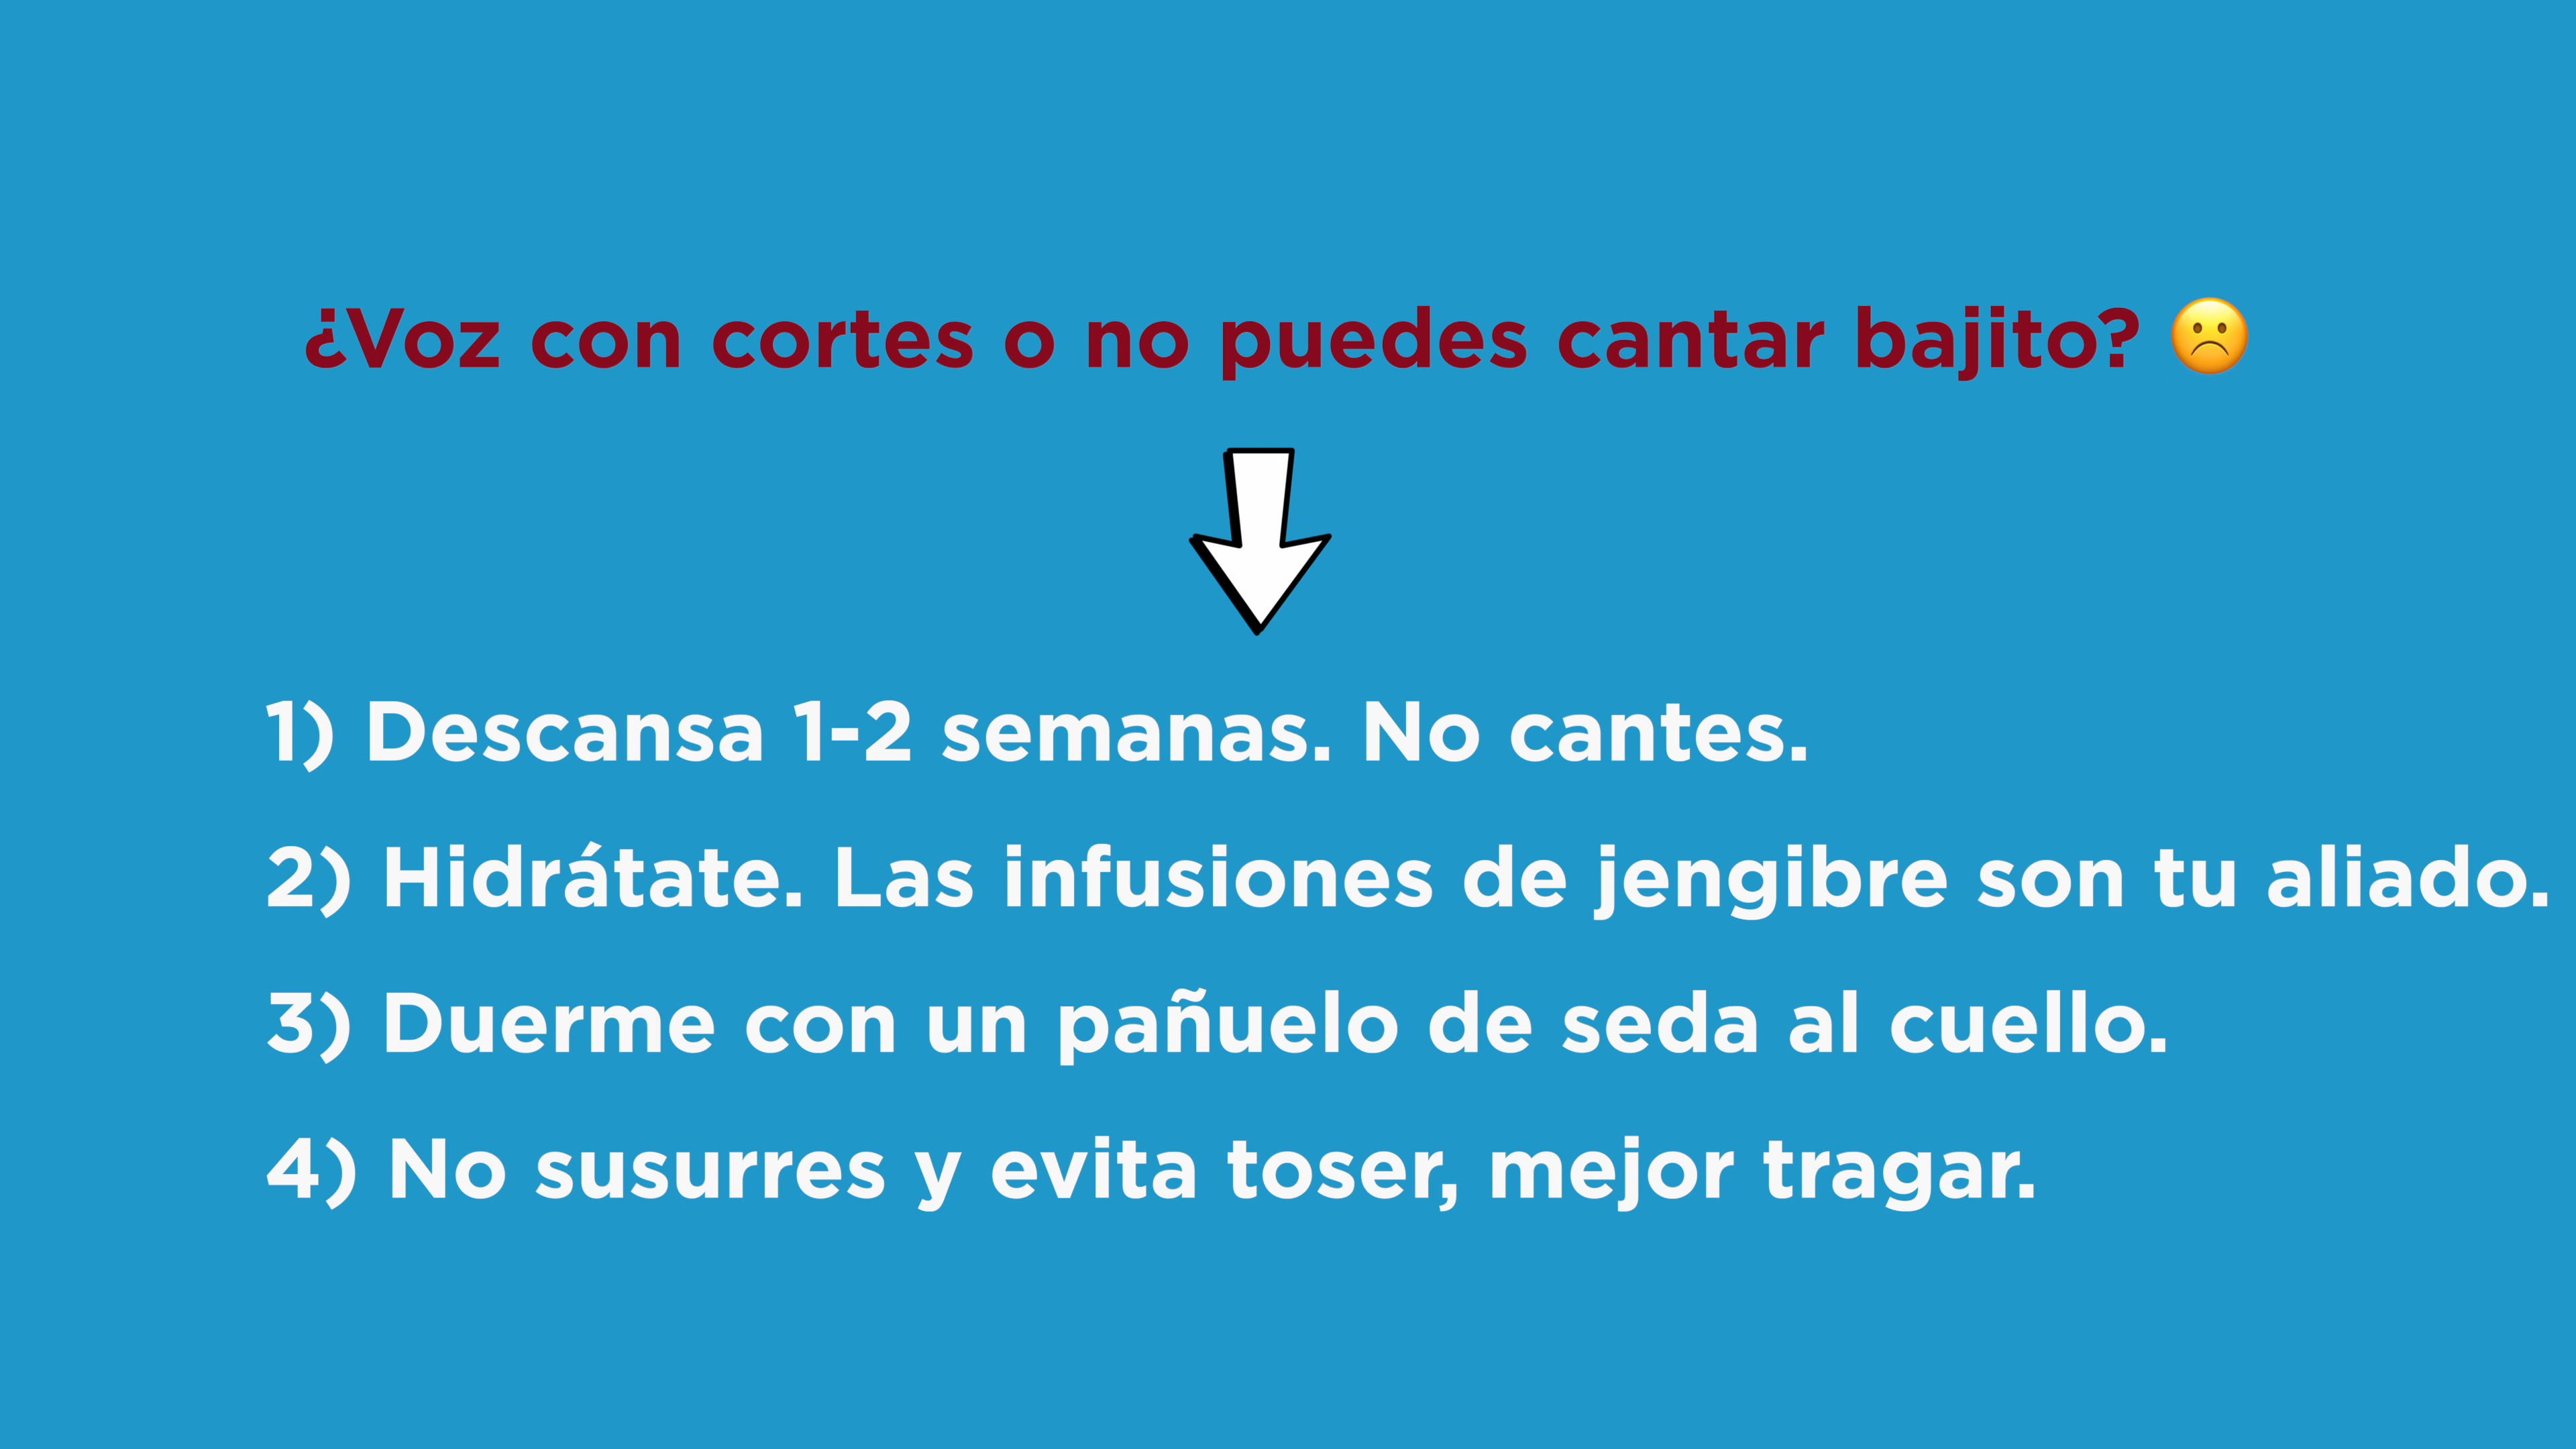 ¿Voz con cortes o no puedes cantar bajito? ☹️
1) Descansa 1-2 semanas. No cantes.
2) Hidrátate. Las infusiones de jengibre son tu aliado.
3) Duerme con un pañuelo de seda al cuello.
4) No susurres y evita toser, mejor tragar.